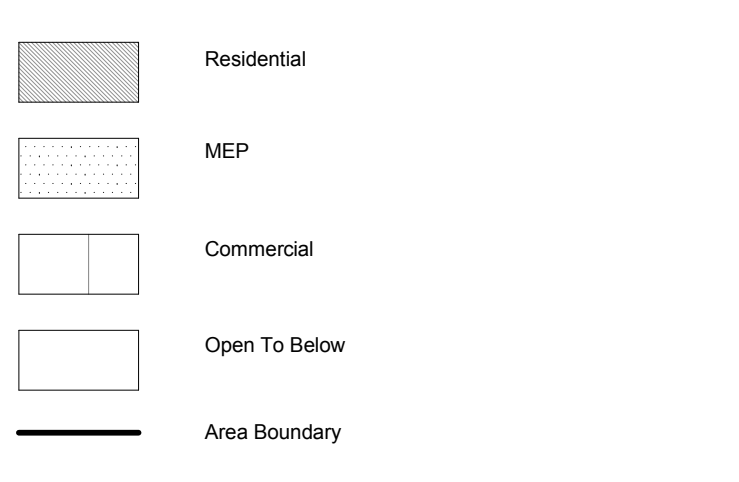 Residential
MEP
Commercial
Open To Below
Area Boundary